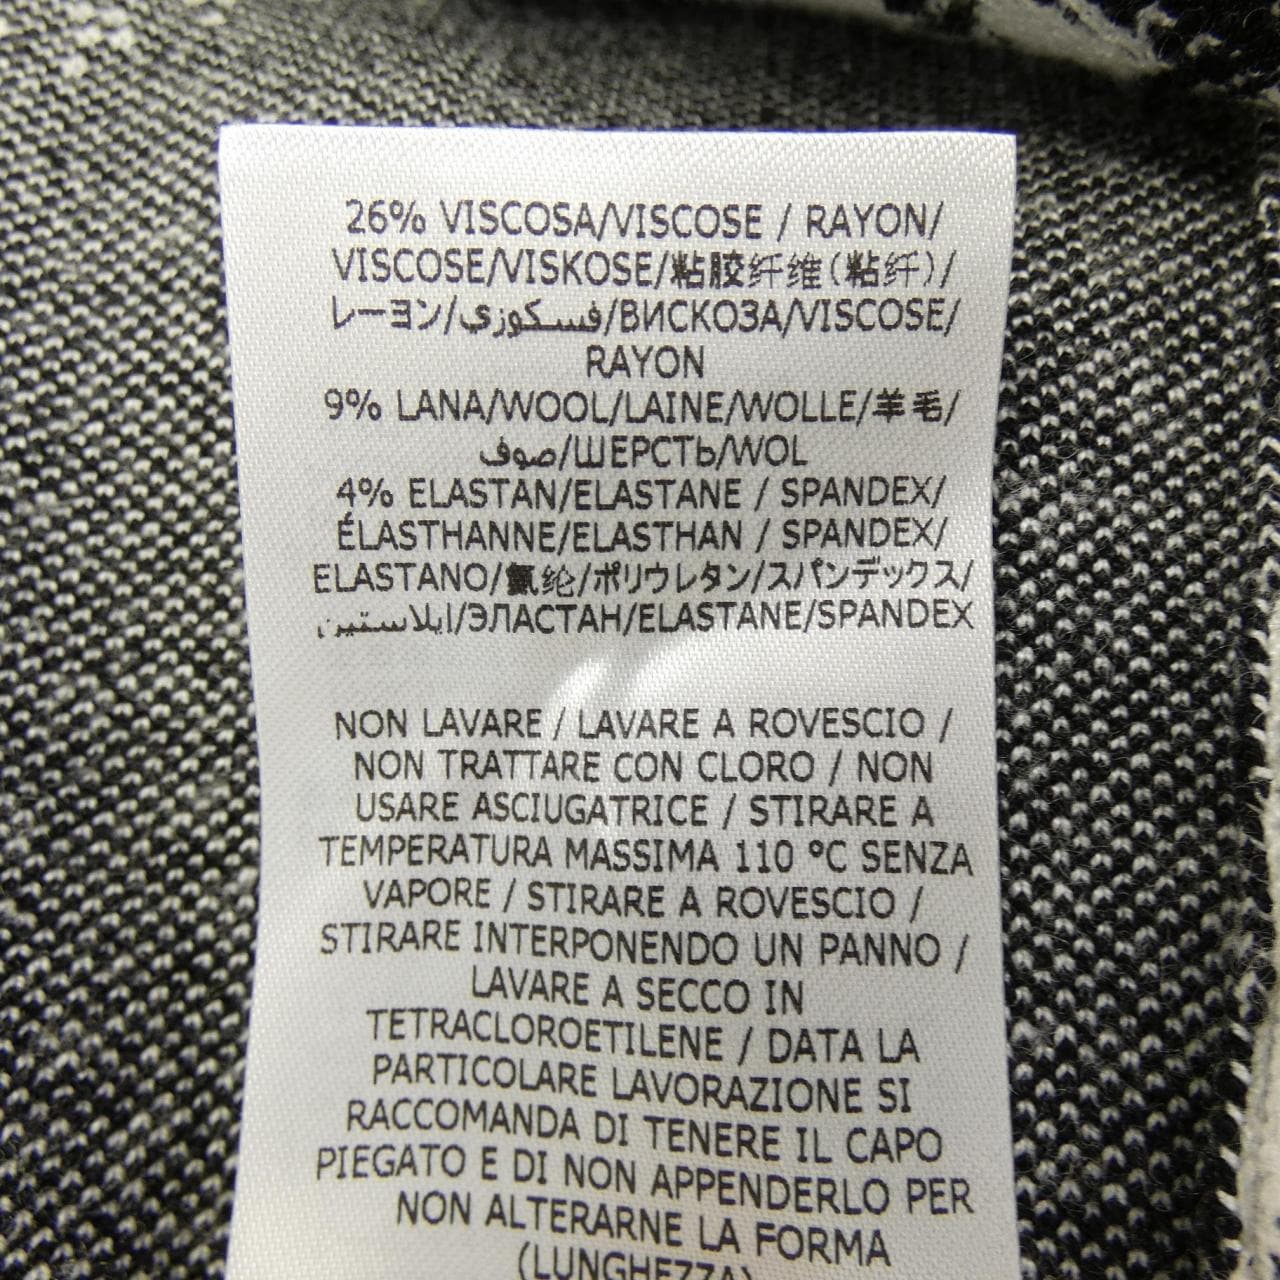 26% VISCOSA/VISCOSE / RAYON/
VISCOSE/VISKOSE/粘胶纤维(粘纤)/
レーヨン/فسكوزي/ВИСКОЗА/VISCOSE/
RAYON
9% LANA/WOOL/LAINE/WOLLE/羊毛/
صوف/ШЕРСТЬ/WOL
4% ELASTAN/ELASTANE / SPANDEX/
ÉLASTHANNE/ELASTHAN / SPANDEX/
ELASTANO/氨纶/ポリウレタン/スパンデックス/
ايلاستين/ЭЛАСТАН/ELASTANE/SPANDEX
NON LAVARE / LAVARE A ROVESCIO /
NON TRATTARE CON CLORO / NON
USARE ASCIUGATRICE / STIRARE A
TEMPERATURA MASSIMA 110 °C SENZA
VAPORE / STIRARE A ROVESCIO /
STIRARE INTERPONENDO UN PANNO /
LAVARE A SECCO IN
TETRACLOROETILENE / DATA LA
PARTICOLARE LAVORAZIONE SI
RACCOMANDA DI TENERE IL CAPO
PIEGATO E DI NON APPENDERLO PER
NON ALTERARNE LA FORMA
(LUNGHEZZA)